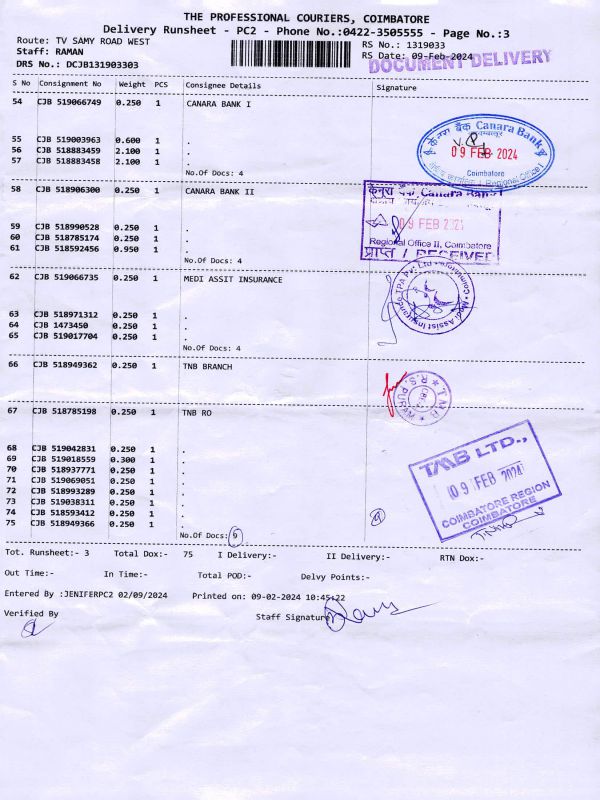 THE PROFESSIONAL COURIERS, COIMBATORE
Delivery Runsheet - PC2 - Phone No.:0422-3505555 - Page No.:3
Route: TV SAMY ROAD WEST
RS No.: 1319033
Staff: RAMAN
RS Date: 09-Feb-2024
DRS No.: DCJB131903303
DOCUMENT DELIVERY
S No Consignment No Weight PCS Consignee Details Signature
54 CJB 519066749 0.250 1 CANARA BANK I
55 CJB 519003963 0.600 1 .
56 CJB 518883459 2.100 1 .
57 CJB 518883458 2.100 1 .
No.Of Docs: 4
केनरा बैंक Canara Bank
09 FEB 2024
Coimbatore
Regional Office I
58 CJB 518906300 0.250 1 CANARA BANK II
59 CJB 518990528 0.250 1 .
60 CJB 518785174 0.250 1 .
61 CJB 518592456 0.950 1 .
No.Of Docs: 4
केनरा बैंक Canara Bank
09 FEB 2021
Regional Office II, Coimbatore
प्राप्त / RECEIVED
62 CJB 519066735 0.250 1 MEDI ASSIT INSURANCE
63 CJB 518971312 0.250 1 .
64 CJB 1473450 0.250 1 .
65 CJB 519017704 0.250 1 .
No.Of Docs: 4
Medi Assist Insurance TPA Pvt. Ltd
66 CJB 518949362 0.250 1 TNB BRANCH
R.S. PURAM
67 CJB 518785198 0.250 1 TNB RO
68 CJB 519042831 0.250 1 .
69 CJB 519018559 0.300 1 .
70 CJB 518937771 0.250 1 .
71 CJB 519069051 0.250 1 .
72 CJB 518993289 0.250 1 .
73 CJB 519038311 0.250 1 .
74 CJB 518593412 0.250 1 .
75 CJB 518949366 0.250 1 .
No.Of Docs: 9
9
TMB LTD.,
09 FEB 2024
COIMBATORE REGION
COIMBATORE
Tot. Runsheet:- 3 Total Dox:- 75 I Delivery:- II Delivery:- RTN Dox:-
Out Time:- In Time:- Total POD:- Delvy Points:-
Entered By :JENIFERPC2 02/09/2024 Printed on: 09-02-2024 10:45:22
Verified By
Staff Signature